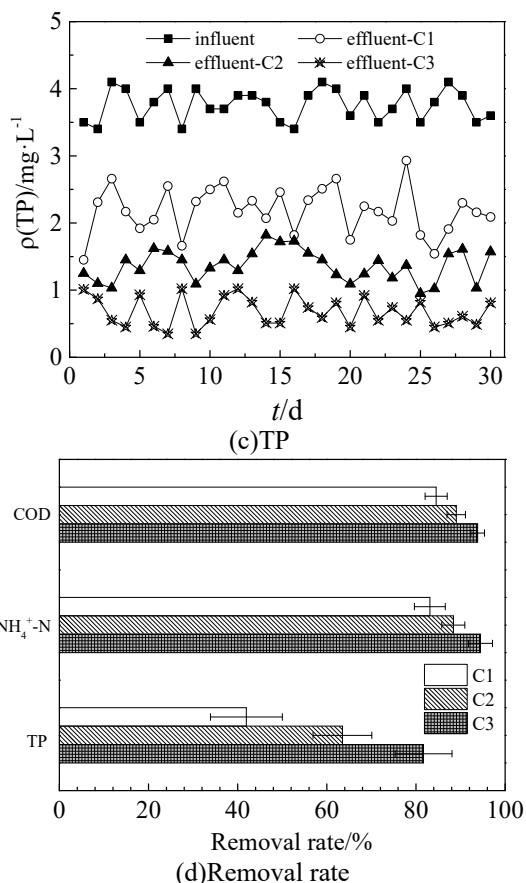 5
influent
effluent-C1
effluent-C2
effluent-C3
4
3
2
1
0
ρ(TP)/mg·L⁻¹
0 5 10 15 20 25 30
t/d
(c)TP
COD
NH₄⁺-N
TP
C1
C2
C3
0 20 40 60 80 100
Removal rate/%
(d)Removal rate